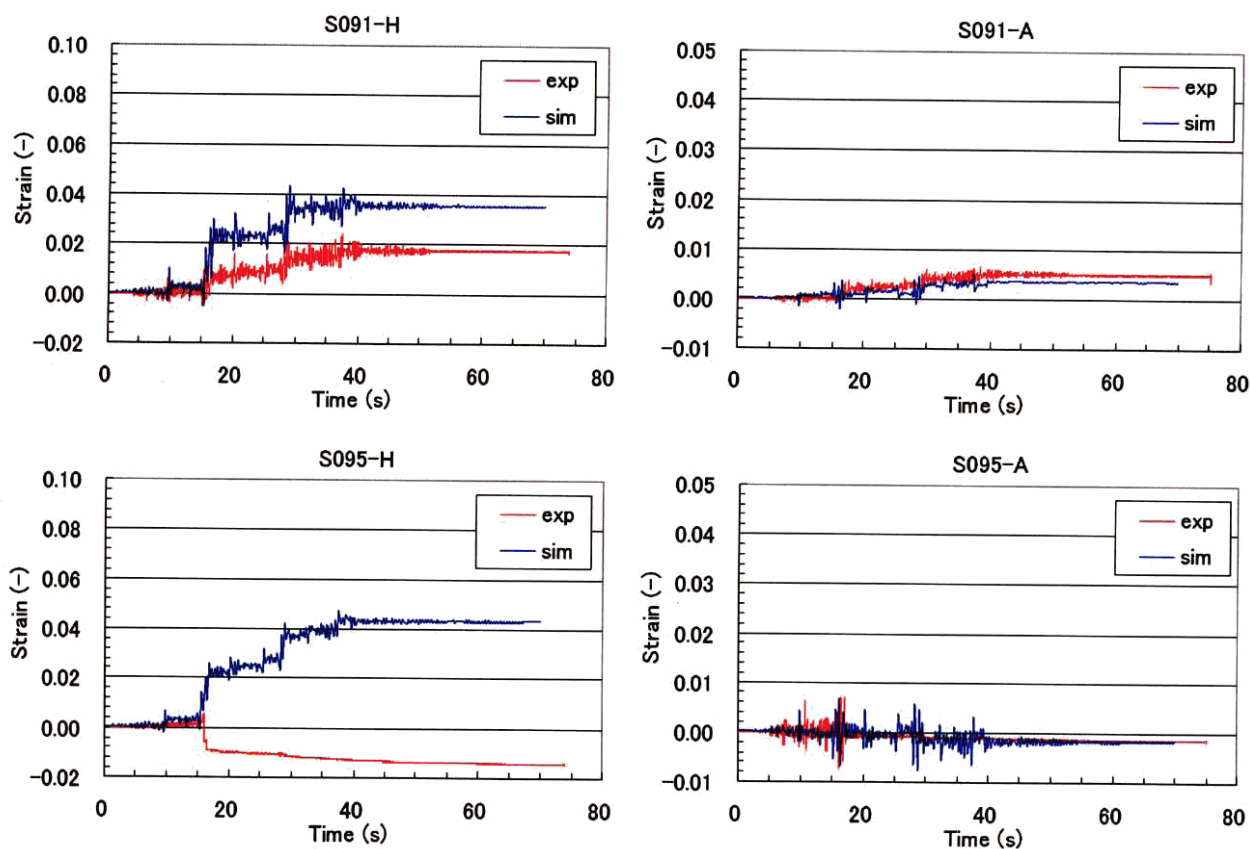 S091-H
0.10
0.08
0.06
0.04
0.02
0.00
−0.02
Strain (-)
exp
sim
0 20 40 60 80
Time (s)
S091-A
0.05
0.04
0.03
0.02
0.01
0.00
−0.01
Strain (-)
exp
sim
0 20 40 60 80
Time (s)
S095-H
0.10
0.08
0.06
0.04
0.02
0.00
−0.02
Strain (-)
exp
sim
0 20 40 60 80
Time (s)
S095-A
0.05
0.04
0.03
0.02
0.01
0.00
−0.01
Strain (-)
exp
sim
0 20 40 60 80
Time (s)